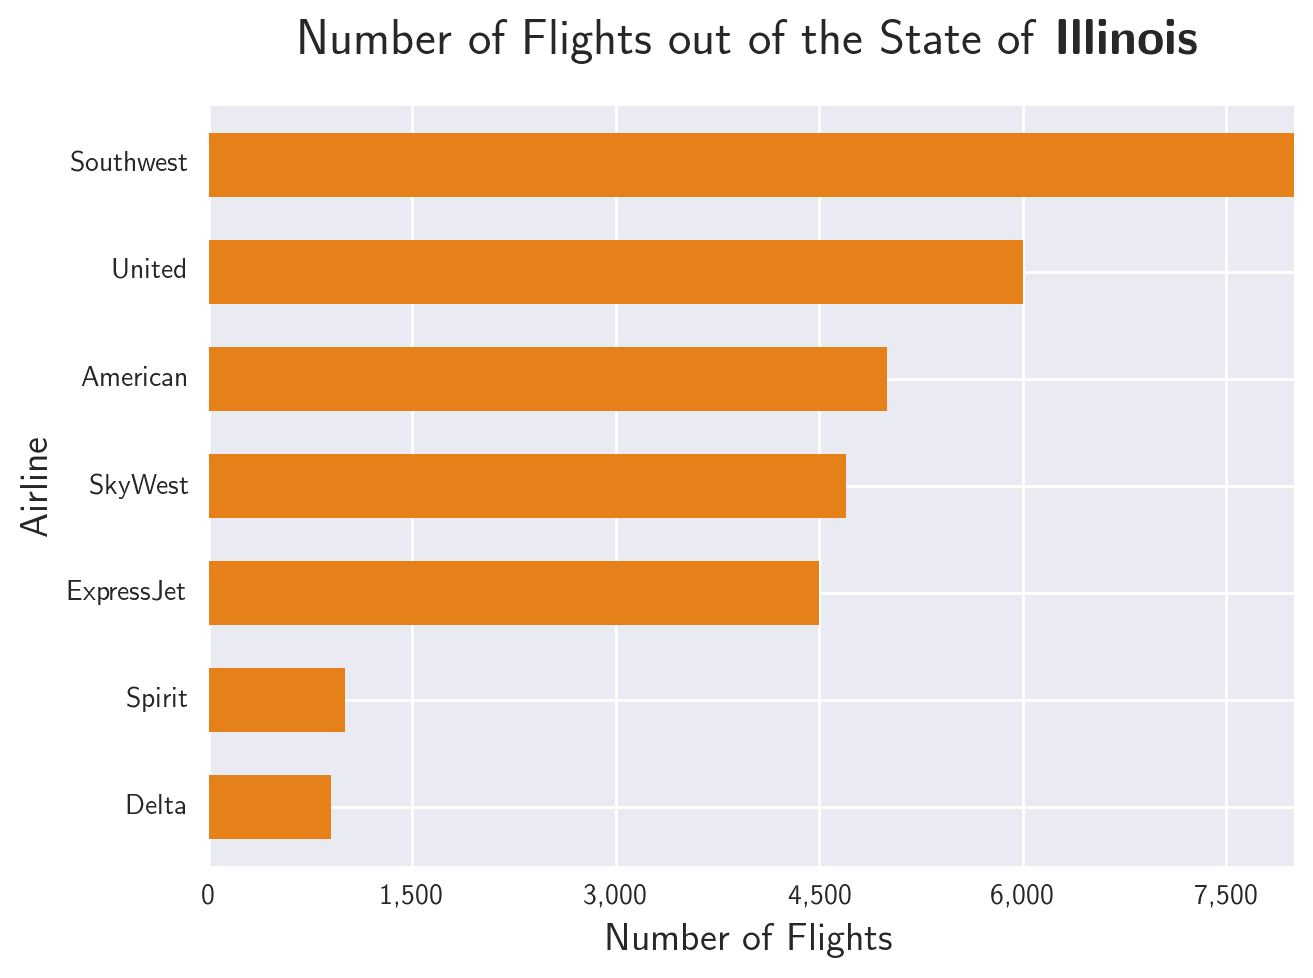 Number of Flights out of the State of Illinois
Southwest
United
American
SkyWest
ExpressJet
Spirit
Delta
Airline
0 1,500 3,000 4,500 6,000 7,500
Number of Flights